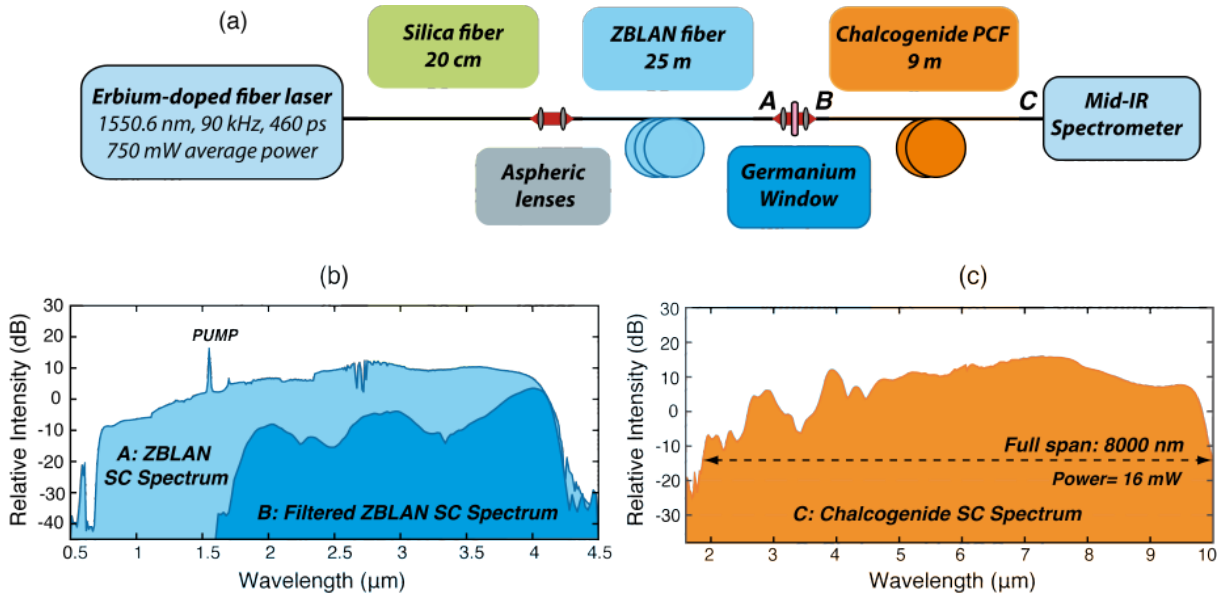 (a)
Silica fiber
20 cm
ZBLAN fiber
25 m
Chalcogenide PCF
9 m
Erbium-doped fiber laser
1550.6 nm, 90 kHz, 460 ps
750 mW average power
A
B
C
Mid-IR
Spectrometer
Aspheric
lenses
Germanium
Window
(b)
30
20
10
0
-10
-20
-30
-40
Relative Intensity (dB)
PUMP
A: ZBLAN
SC Spectrum
B: Filtered ZBLAN SC Spectrum
0.5 1 1.5 2 2.5 3 3.5 4 4.5
Wavelength (μm)
(c)
30
20
10
0
-10
-20
-30
Relative Intensity (dB)
Full span: 8000 nm
Power= 16 mW
C: Chalcogenide SC Spectrum
2 3 4 5 6 7 8 9 10
Wavelength (μm)